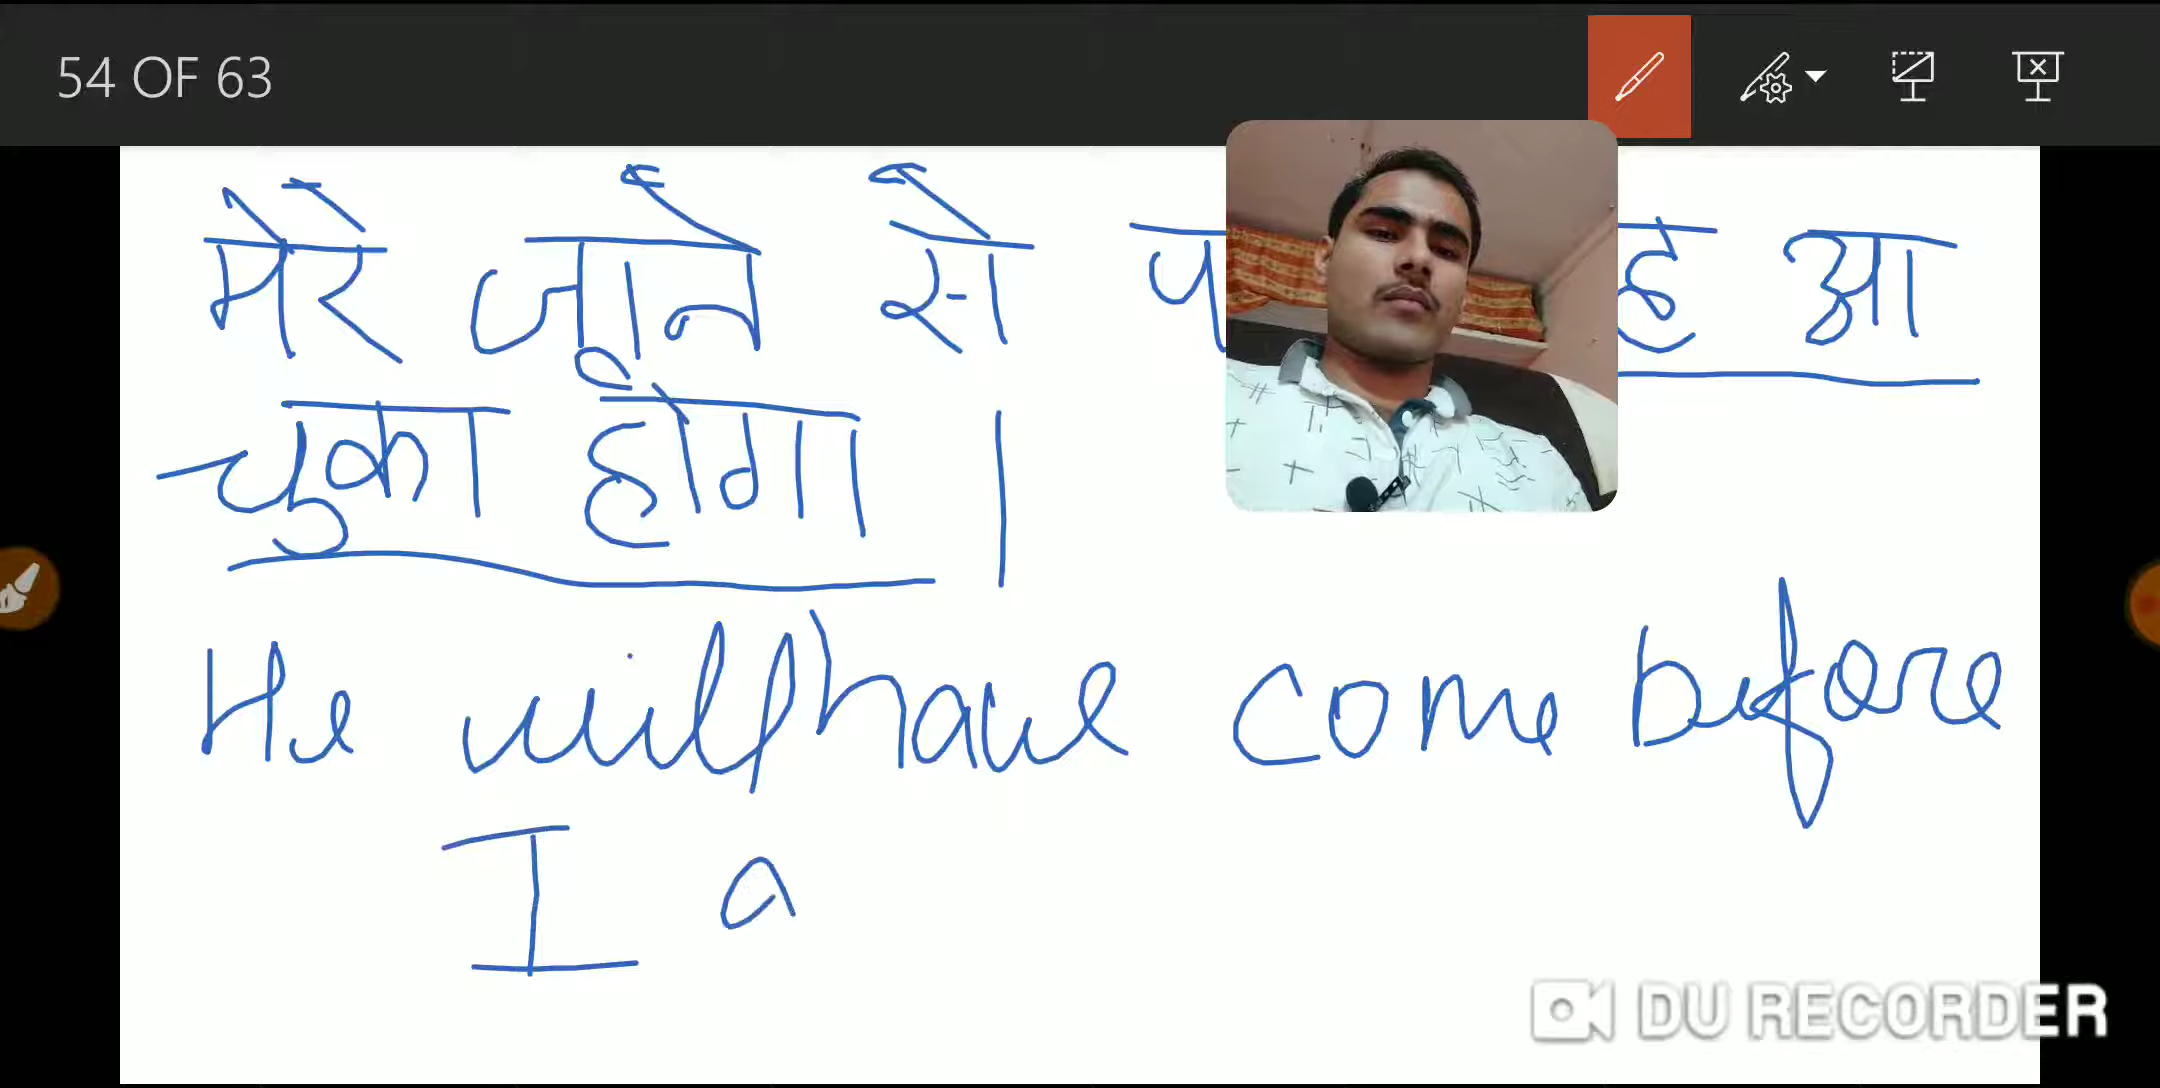 54 OF 63
मेरे जाने से आ
चुका होगा ।
He will have come before
I a
DU RECORDER